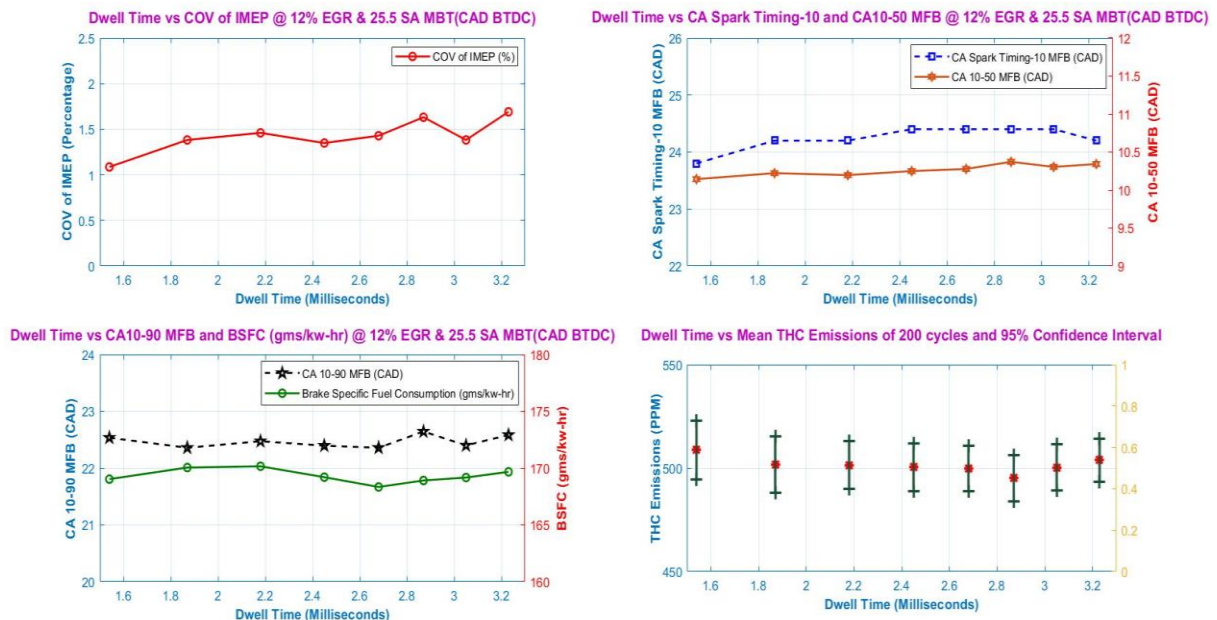 Dwell Time vs COV of IMEP @ 12% EGR & 25.5 SA MBT(CAD BTDC)
2.5
2
1.5
1
0.5
0
COV of IMEP (Percentage)
COV of IMEP (%)
1.6 1.8 2 2.2 2.4 2.6 2.8 3 3.2
Dwell Time (Milliseconds)
Dwell Time vs CA Spark Timing-10 and CA10-50 MFB @ 12% EGR & 25.5 SA MBT(CAD BTDC)
26
25
24
23
22
CA Spark Timing-10 MFB (CAD)
CA Spark Timing-10 MFB (CAD)
CA 10-50 MFB (CAD)
12
11.5
11
10.5
10
9.5
9
CA 10-50 MFB (CAD)
1.6 1.8 2 2.2 2.4 2.6 2.8 3 3.2
Dwell Time (Milliseconds)
Dwell Time vs CA10-90 MFB and BSFC (gms/kw-hr) @ 12% EGR & 25.5 SA MBT(CAD BTDC)
24
23
22
21
20
CA 10-90 MFB (CAD)
CA 10-90 MFB (CAD)
Brake Specific Fuel Consumption (gms/kw-hr)
180
175
170
165
160
BSFC (gms/kw-hr)
1.6 1.8 2 2.2 2.4 2.6 2.8 3 3.2
Dwell Time (Milliseconds)
Dwell Time vs Mean THC Emissions of 200 cycles and 95% Confidence Interval
550
500
450
THC Emissions (PPM)
1
0.8
0.6
0.4
0.2
0
1.6 1.8 2 2.2 2.4 2.6 2.8 3 3.2
Dwell Time (Milliseconds)